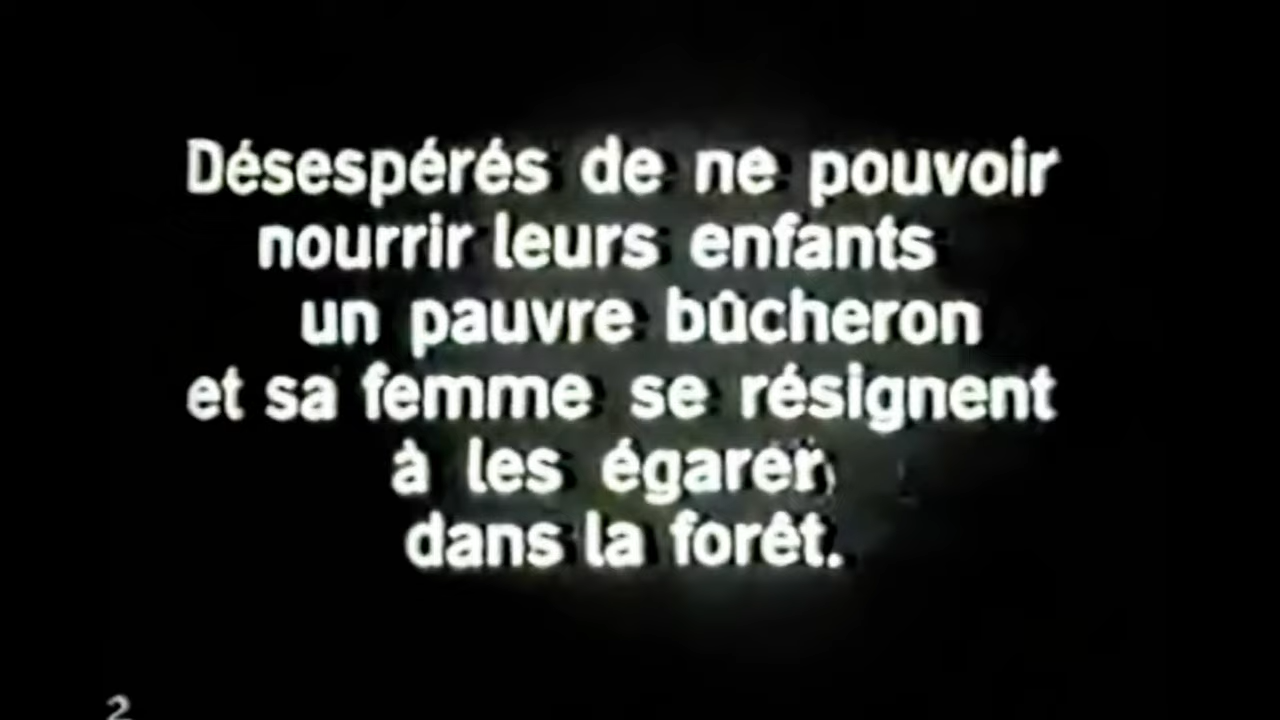 Désespérés de ne pouvoir
nourrir leurs enfants
un pauvre bûcheron
et sa femme se résignent
à les égarer
dans la forêt.
2